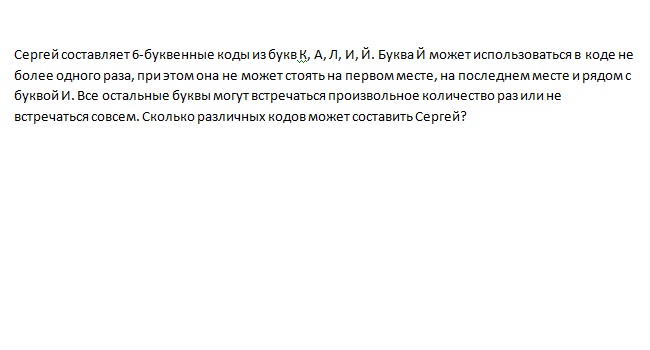 Сергей составляет 6-буквенные коды из букв К, А, Л, И, Й. Буква Й может использоваться в коде не
более одного раза, при этом она не может стоять на первом месте, на последнем месте и рядом с
буквой И. Все остальные буквы могут встречаться произвольное количество раз или не
встречаться совсем. Сколько различных кодов может составить Сергей?